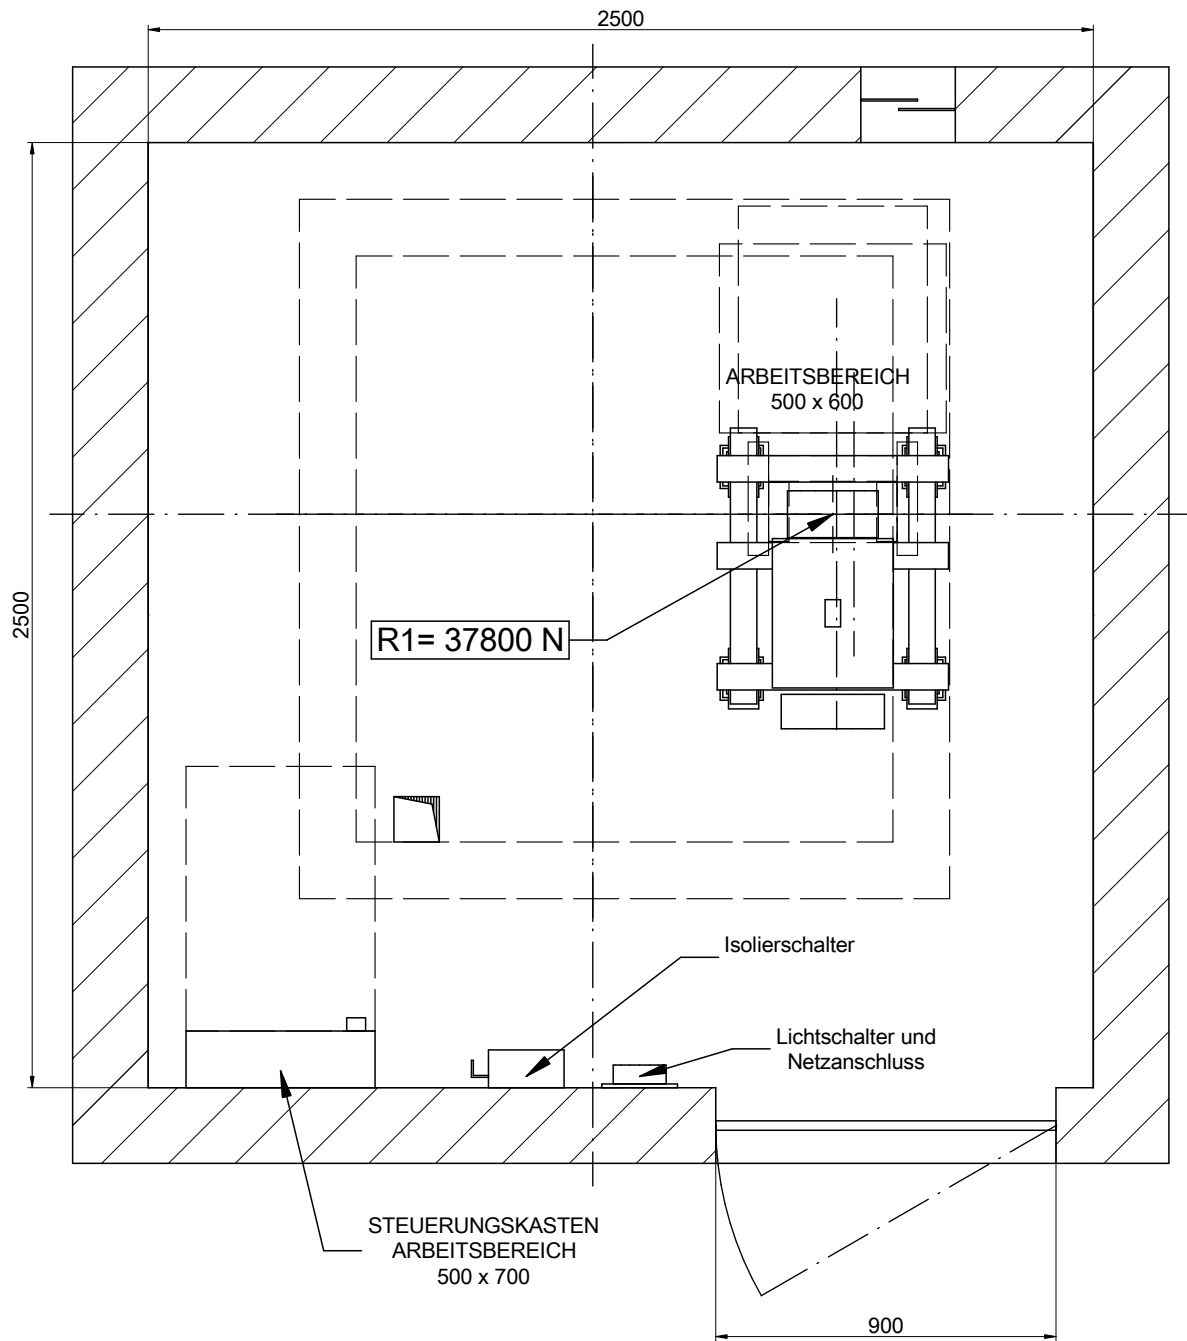 2500
2500
ARBEITSBEREICH
500 x 600
R1= 37800 N
Isolierschalter
Lichtschalter und
Netzanschluss
STEUERUNGSKASTEN
ARBEITSBEREICH
500 x 700
900